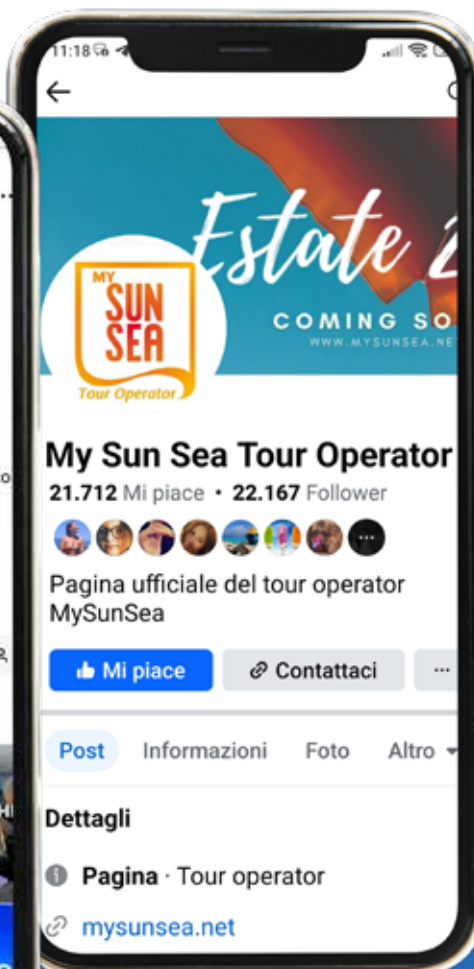 11:18
Estate 2
COMING SO
WWW.MYSUNSEA.NE
MY
SUN
SEA
Tour Operator
My Sun Sea Tour Operator
21.712 Mi piace • 22.167 Follower
Pagina ufficiale del tour operator
MySunSea
Mi piace
Contattaci
...
Post Informazioni Foto Altro
Dettagli
Pagina · Tour operator
mysunsea.net